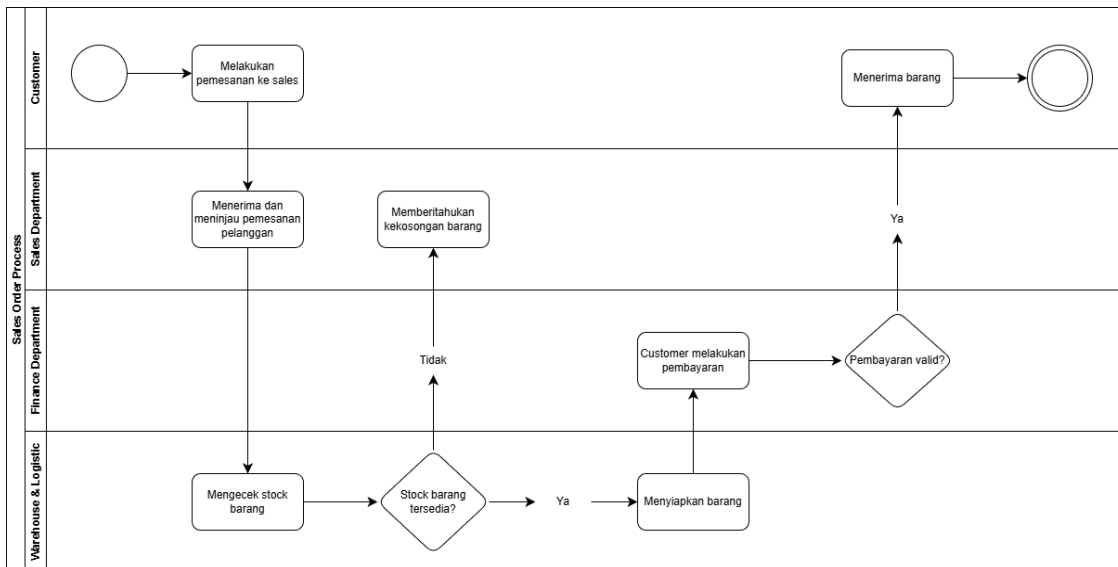 Sales Order Process
Customer
Melakukan
pemesanan ke sales
Menerima barang
Sales Department
Menerima dan
meninjau pemesanan
pelanggan
Memberitahukan
kekosongan barang
Ya
Finance Department
Tidak
Customer melakukan
pembayaran
Pembayaran valid?
Warehouse & Logistic
Mengecek stock
barang
Stock barang
tersedia?
Ya
Menyiapkan barang